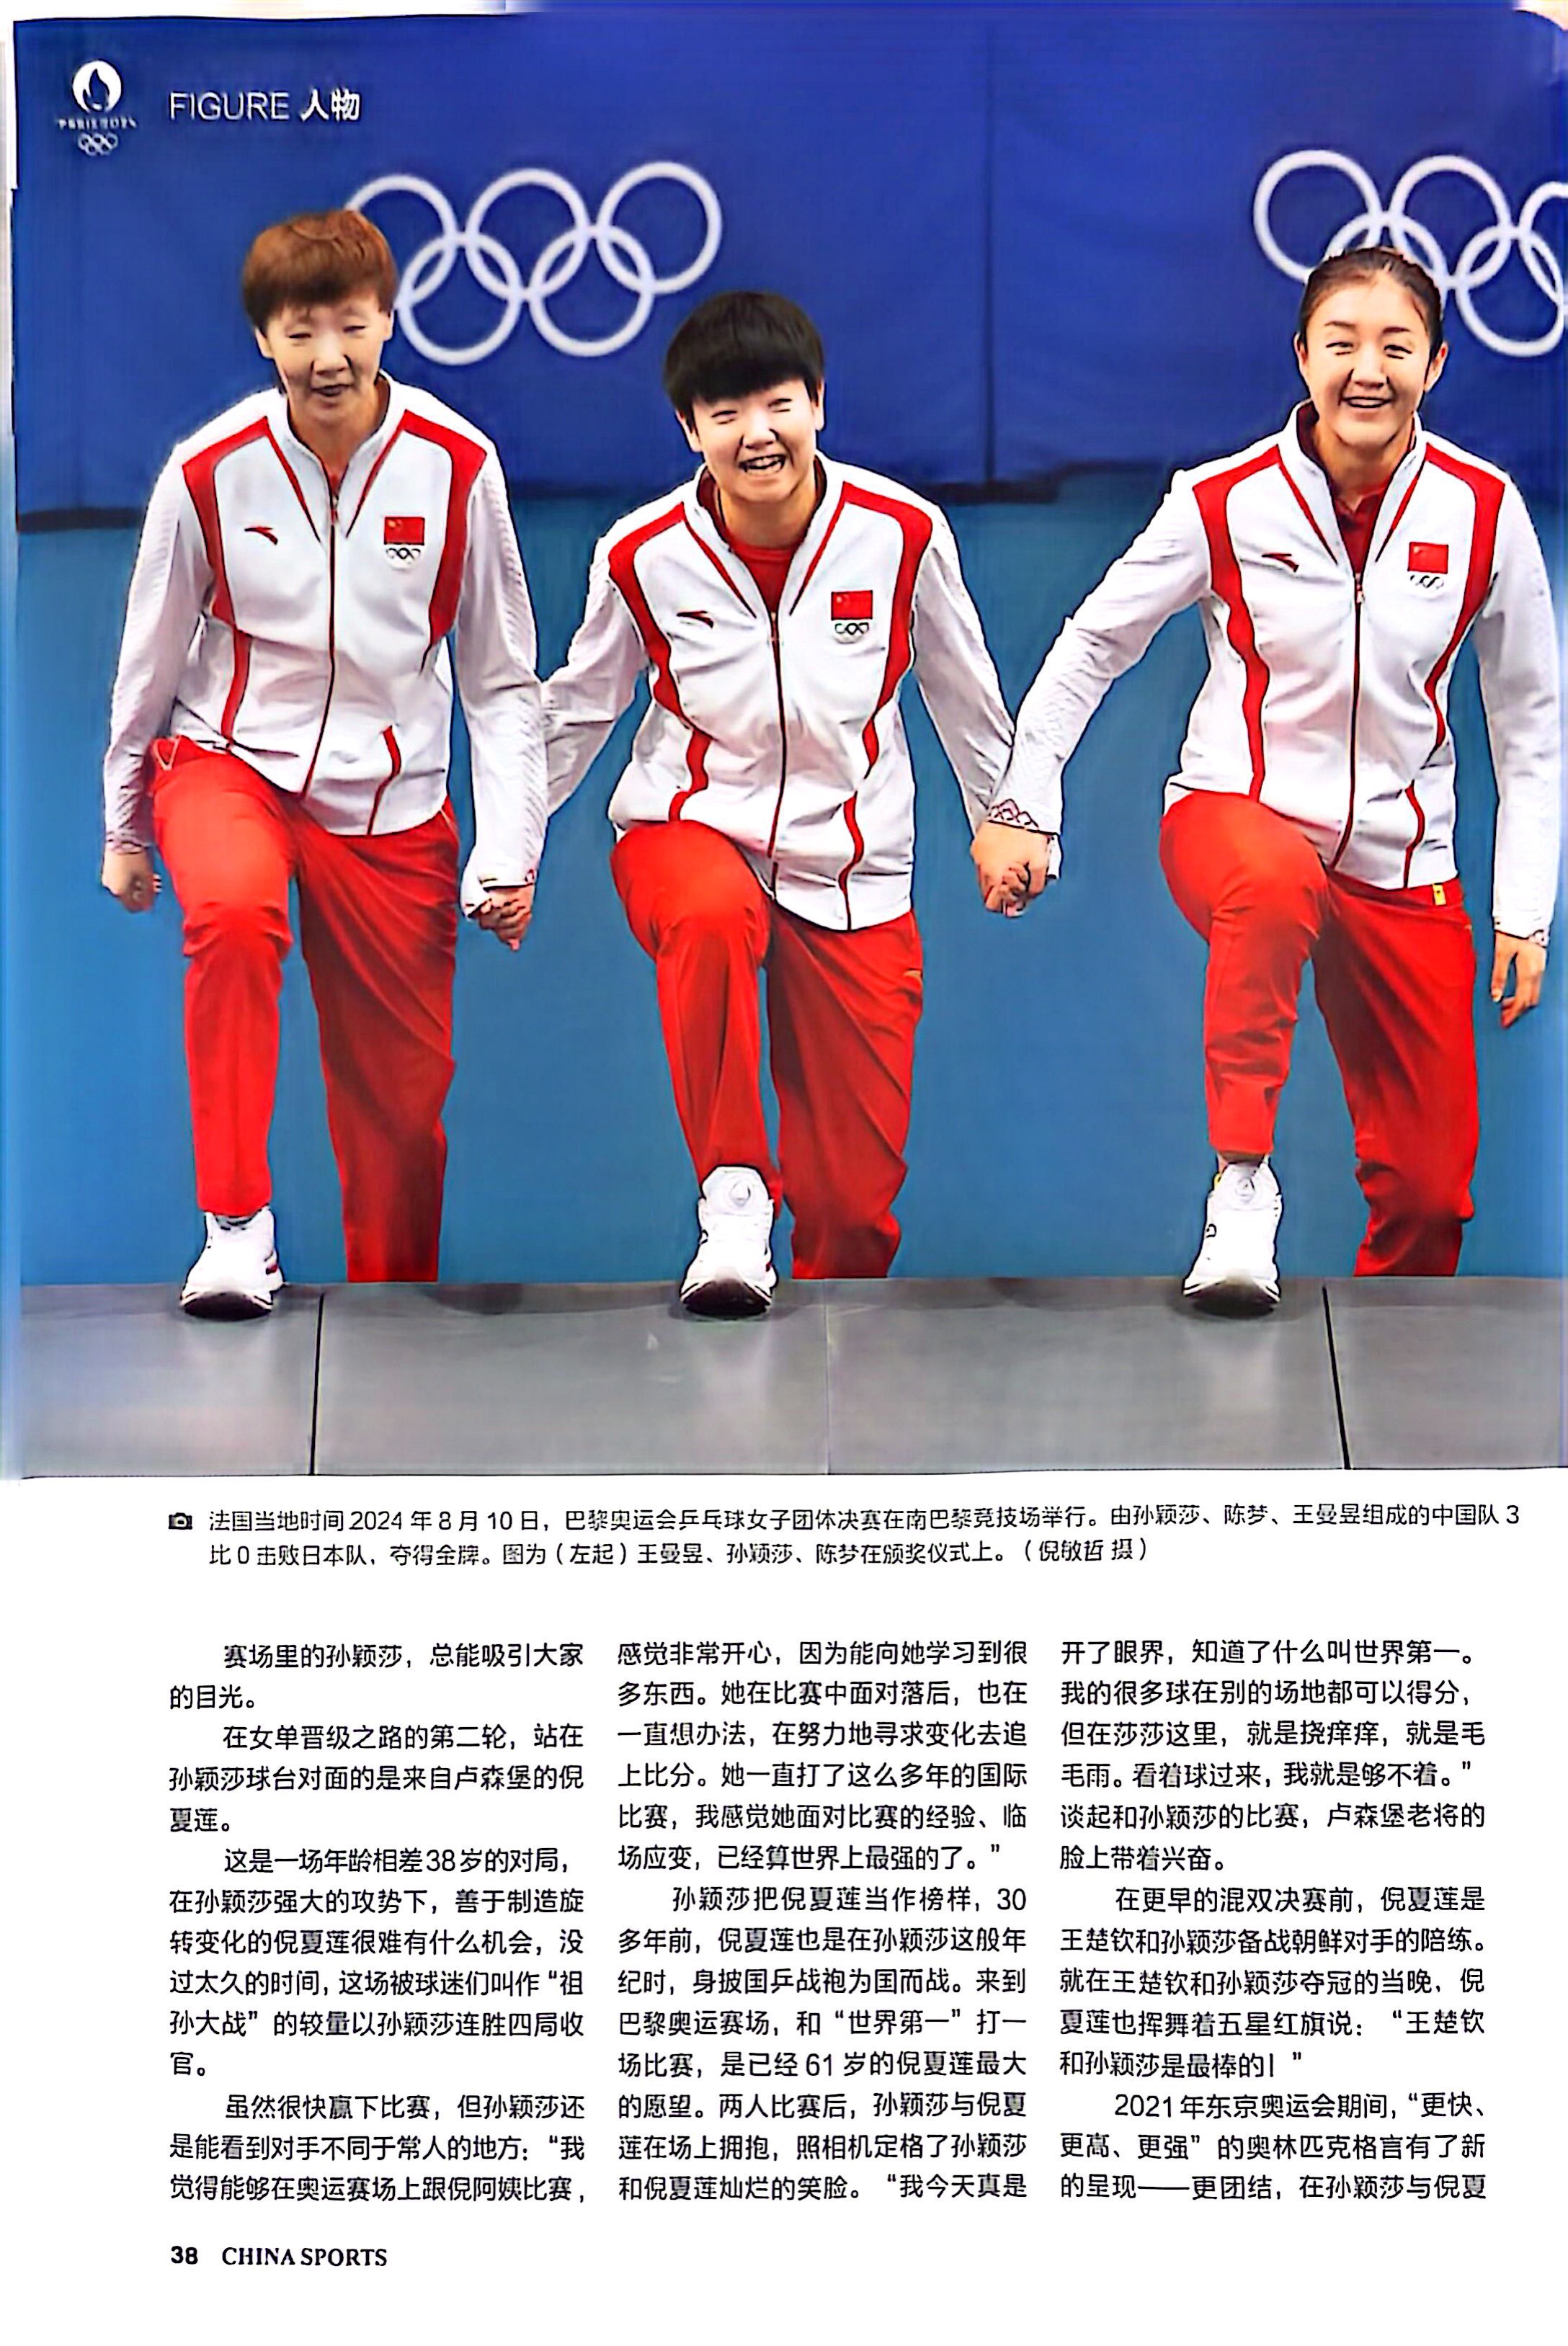 PARIS 2024
FIGURE 人物
法国当地时间2024年8月10日，巴黎奥运会乒乓球女子团体决赛在南巴黎竞技场举行。由孙颖莎、陈梦、王曼昱组成的中国队3
比0击败日本队，夺得金牌。图为（左起）王曼昱、孙颖莎、陈梦在颁奖仪式上。（倪敏哲 摄）
赛场里的孙颖莎，总能吸引大家
的目光。
在女单晋级之路的第二轮，站在
孙颖莎球台对面的是来自卢森堡的倪
夏莲。
这是一场年龄相差38岁的对局，
在孙颖莎强大的攻势下，善于制造旋
转变化的倪夏莲很难有什么机会，没
过太久的时间，这场被球迷们叫作“祖
孙大战”的较量以孙颖莎连胜四局收
官。
虽然很快赢下比赛，但孙颖莎还
是能看到对手不同于常人的地方：“我
觉得能够在奥运赛场上跟倪阿姨比赛，
感觉非常开心，因为能向她学习到很
多东西。她在比赛中面对落后，也在
一直想办法，在努力地寻求变化去追
上比分。她一直打了这么多年的国际
比赛，我感觉她面对比赛的经验、临
场应变，已经算世界上最强的了。”
孙颖莎把倪夏莲当作榜样，30
多年前，倪夏莲也是在孙颖莎这般年
纪时，身披国乒战袍为国而战。来到
巴黎奥运赛场，和“世界第一”打一
场比赛，是已经61岁的倪夏莲最大
的愿望。两人比赛后，孙颖莎与倪夏
莲在场上拥抱，照相机定格了孙颖莎
和倪夏莲灿烂的笑脸。“我今天真是
开了眼界，知道了什么叫世界第一。
我的很多球在别的场地都可以得分，
但在莎莎这里，就是挠痒痒，就是毛
毛雨。看着球过来，我就是够不着。”
谈起和孙颖莎的比赛，卢森堡老将的
脸上带着兴奋。
在更早的混双决赛前，倪夏莲是
王楚钦和孙颖莎备战朝鲜对手的陪练。
就在王楚钦和孙颖莎夺冠的当晚，倪
夏莲也挥舞着五星红旗说：“王楚钦
和孙颖莎是最棒的！”
2021年东京奥运会期间，“更快、
更高、更强”的奥林匹克格言有了新
的呈现——更团结，在孙颖莎与倪夏
38 CHINA SPORTS